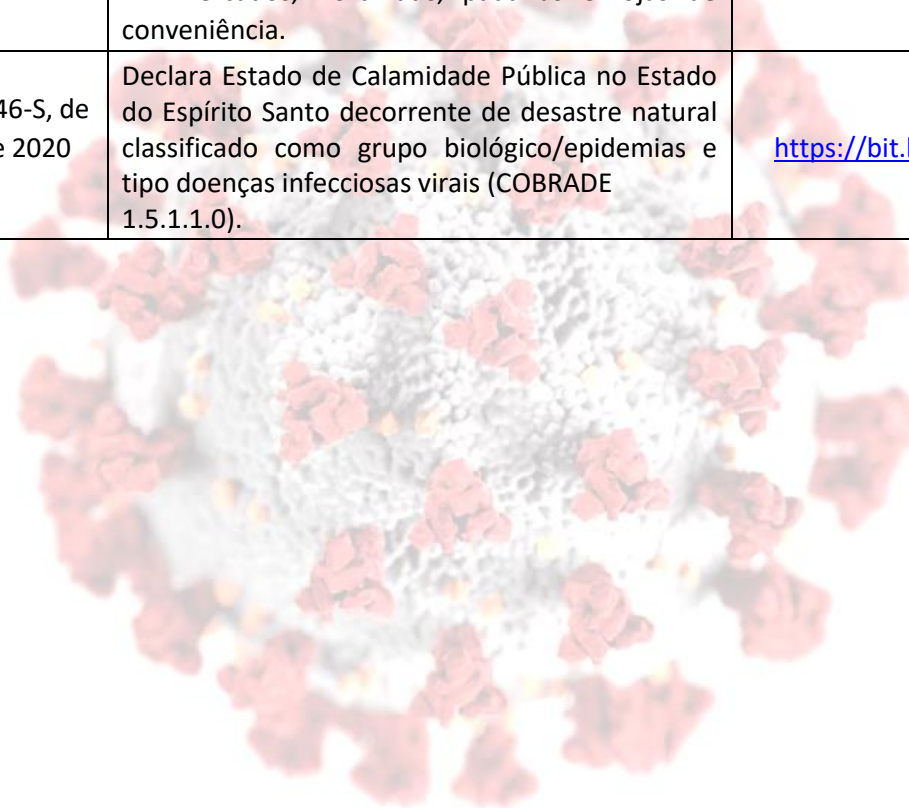 conveniência.
46-S, de
e 2020
Declara Estado de Calamidade Pública no Estado
do Espírito Santo decorrente de desastre natural
classificado como grupo biológico/epidemias e
tipo doenças infecciosas virais (COBRADE
1.5.1.1.0).
https://bit.